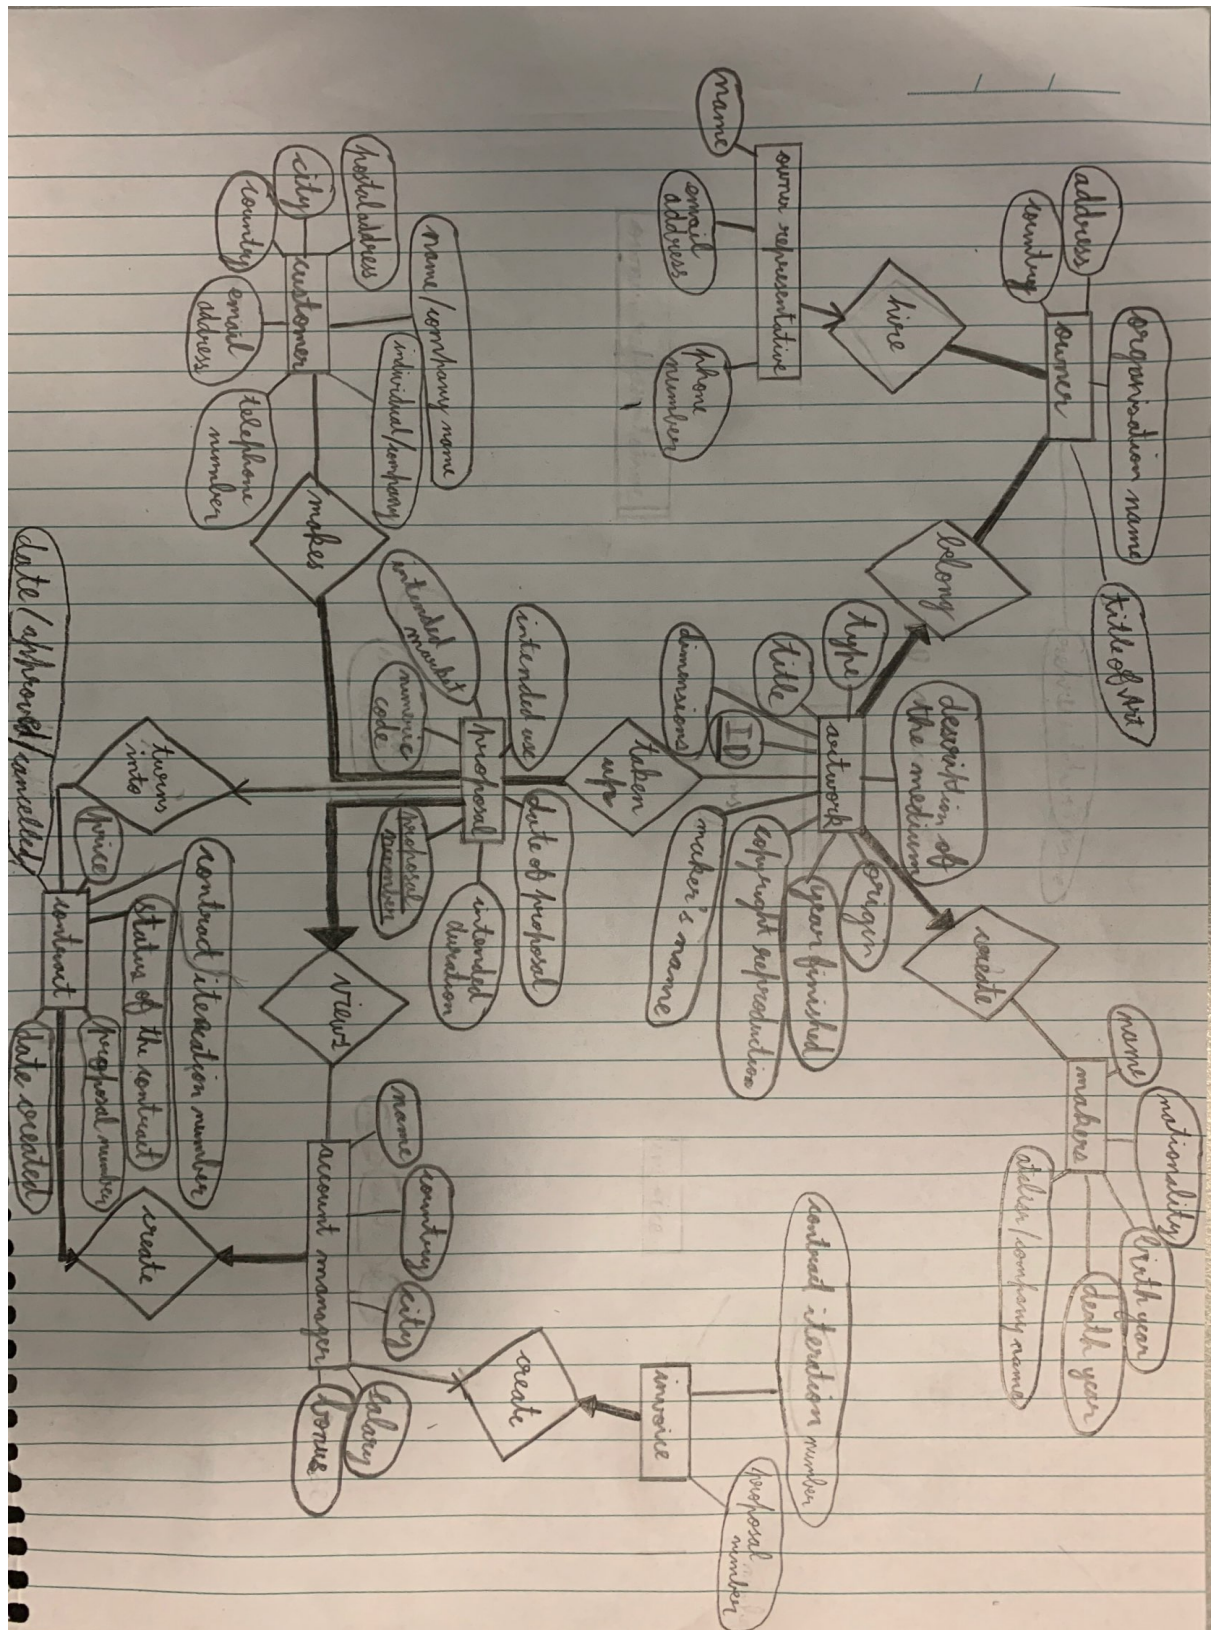 address
country
organisation name
owner
title of Art
name
nationality
birth year
death year
makers
atelier/company name
belong
create
hire
description of
the medium
origin
type
title
artwork
year finished
copyright reproduction
maker's name
dimensions
ID
owner representative
name
email
address
phone
number
taken
up
contract iteration number
invoice
proposal
number
create
intended use
date of proposal
proposal
intended
duration
intended
market
numeric
code
proposal
number
name/company name
individual/company
postal address
city
country
customer
email
address
telephone
number
makes
views
name
country
city
account manager
salary
bonus
turns
into
create
contract iteration number
status of the contract
price
proposal number
contract
date created
date/approved/cancelled